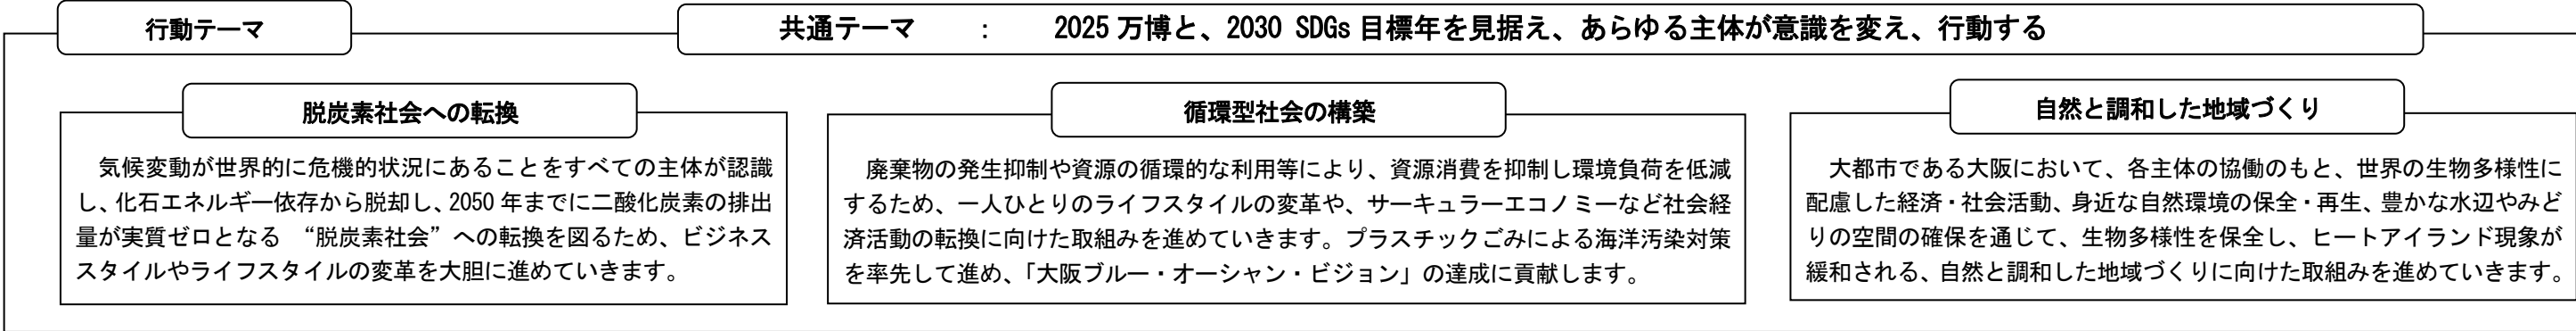 行動テーマ
共通テーマ　：　2025 万博と、2030 SDGs 目標年を見据え、あらゆる主体が意識を変え、行動する
脱炭素社会への転換
気候変動が世界的に危機的状況にあることをすべての主体が認識
し、化石エネルギー依存から脱却し、2050 年までに二酸化炭素の排出
量が実質ゼロとなる “脱炭素社会” への転換を図るため、ビジネス
スタイルやライフスタイルの変革を大胆に進めていきます。
循環型社会の構築
廃棄物の発生抑制や資源の循環的な利用等により、資源消費を抑制し環境負荷を低減
するため、一人ひとりのライフスタイルの変革や、サーキュラーエコノミーなど社会経
済活動の転換に向けた取組みを進めていきます。プラスチックごみによる海洋汚染対策
を率先して進め、「大阪ブルー・オーシャン・ビジョン」の達成に貢献します。
自然と調和した地域づくり
大都市である大阪において、各主体の協働のもと、世界の生物多様性に
配慮した経済・社会活動、身近な自然環境の保全・再生、豊かな水辺やみど
りの空間の確保を通じて、生物多様性を保全し、ヒートアイランド現象が
緩和される、自然と調和した地域づくりに向けた取組みを進めていきます。